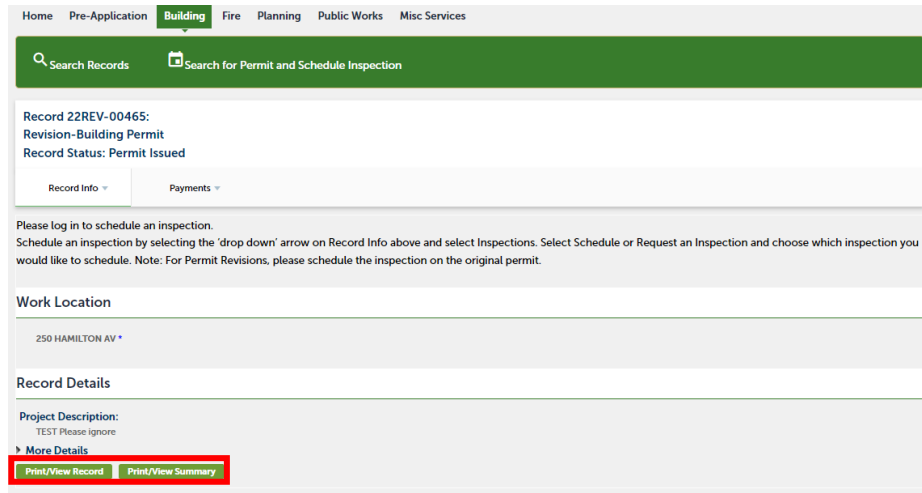 Home Pre-Application Building Fire Planning Public Works Misc Services
Search Records Search for Permit and Schedule Inspection
Record 22REV-00465:
Revision-Building Permit
Record Status: Permit Issued
Record Info Payments
Please log in to schedule an inspection.
Schedule an inspection by selecting the 'drop down' arrow on Record Info above and select Inspections. Select Schedule or Request an Inspection and choose which inspection you
would like to schedule. Note: For Permit Revisions, please schedule the inspection on the original permit.
Work Location
250 HAMILTON AV *
Record Details
Project Description:
TEST Please ignore
More Details
Print/View Record Print/View Summary